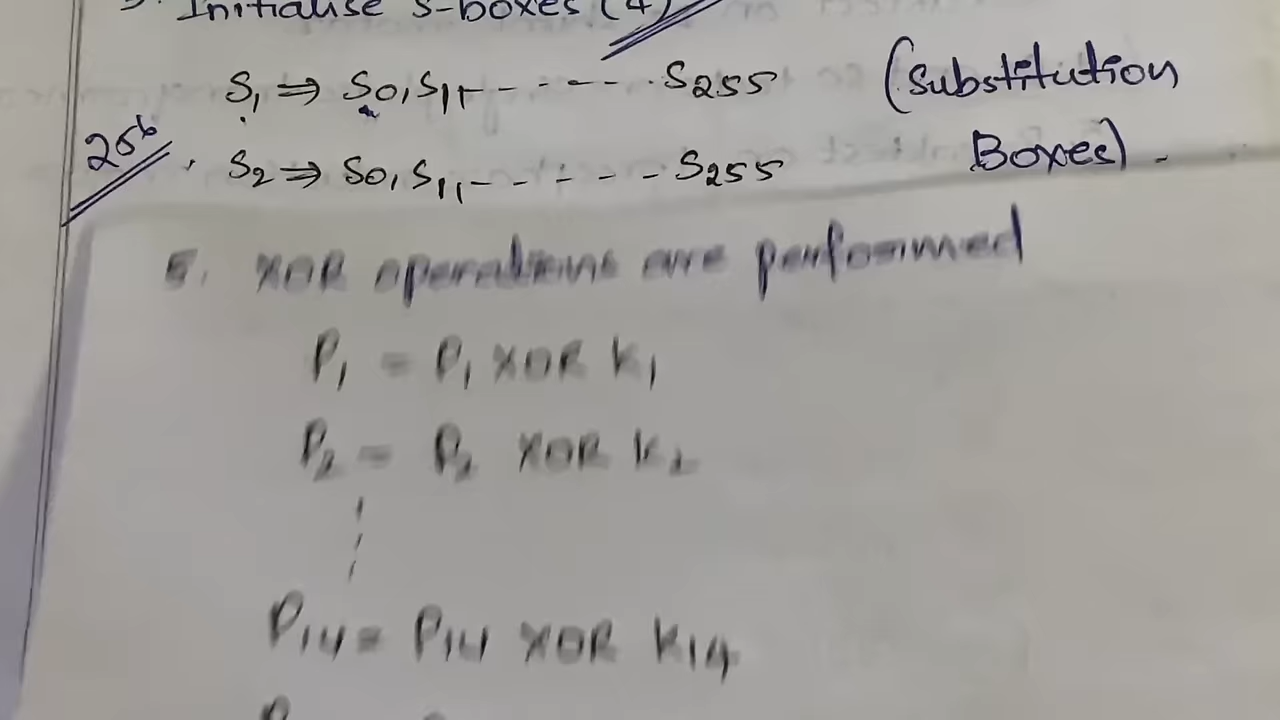 Initialise S-boxes (4)
S1 ⇒ S0, S1, - - - - - - S255 (Substitution
256
S2 ⇒ S0, S1, - - - - - - S255 Boxes).
5. XOR operations are performed
P1 = P1 XOR K1
P2 = P2 XOR K2
P14 = P14 XOR K14